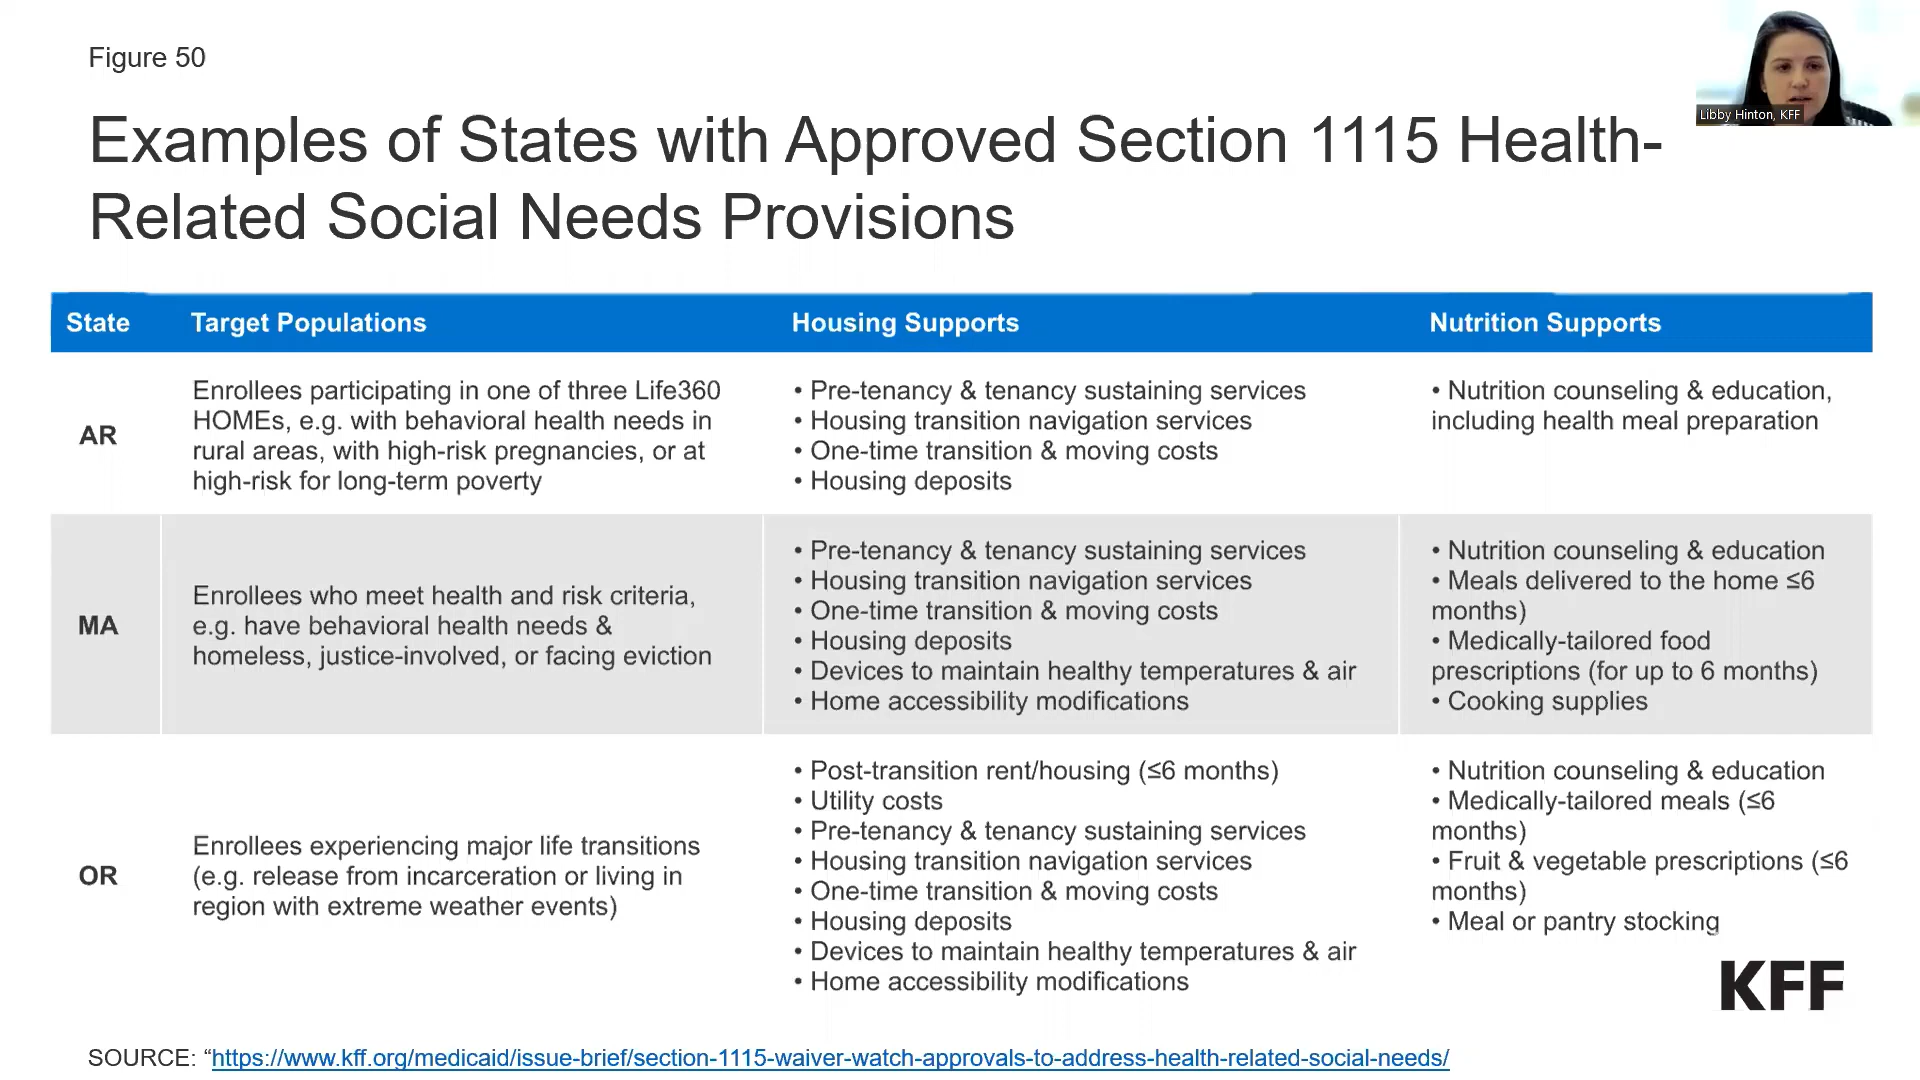 Figure 50
Libby Hinton, KFF
Examples of States with Approved Section 1115 Health-
Related Social Needs Provisions
State
Target Populations
Housing Supports
Nutrition Supports
AR
Enrollees participating in one of three Life360
HOMEs, e.g. with behavioral health needs in
rural areas, with high-risk pregnancies, or at
high-risk for long-term poverty
• Pre-tenancy & tenancy sustaining services
• Housing transition navigation services
• One-time transition & moving costs
• Housing deposits
• Nutrition counseling & education,
including health meal preparation
MA
Enrollees who meet health and risk criteria,
e.g. have behavioral health needs &
homeless, justice-involved, or facing eviction
• Pre-tenancy & tenancy sustaining services
• Housing transition navigation services
• One-time transition & moving costs
• Housing deposits
• Devices to maintain healthy temperatures & air
• Home accessibility modifications
• Nutrition counseling & education
• Meals delivered to the home ≤6
months)
• Medically-tailored food
prescriptions (for up to 6 months)
• Cooking supplies
OR
Enrollees experiencing major life transitions
(e.g. release from incarceration or living in
region with extreme weather events)
• Post-transition rent/housing (≤6 months)
• Utility costs
• Pre-tenancy & tenancy sustaining services
• Housing transition navigation services
• One-time transition & moving costs
• Housing deposits
• Devices to maintain healthy temperatures & air
• Home accessibility modifications
• Nutrition counseling & education
• Medically-tailored meals (≤6
months)
• Fruit & vegetable prescriptions (≤6
months)
• Meal or pantry stocking
KFF
SOURCE: “https://www.kff.org/medicaid/issue-brief/section-1115-waiver-watch-approvals-to-address-health-related-social-needs/